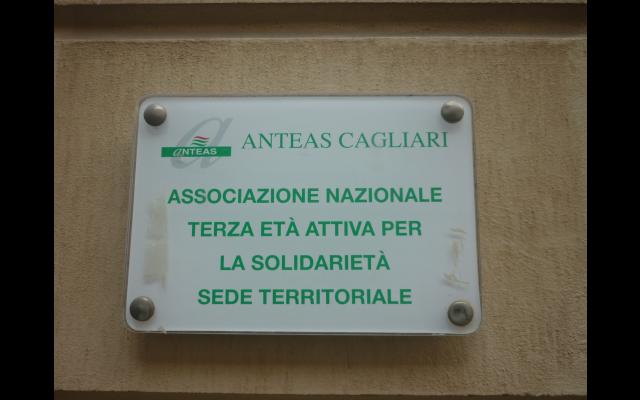 aNTEAS
ANTEAS CAGLIARI
ASSOCIAZIONE NAZIONALE
TERZA ETÀ ATTIVA PER
LA SOLIDARIETÀ
SEDE TERRITORIALE